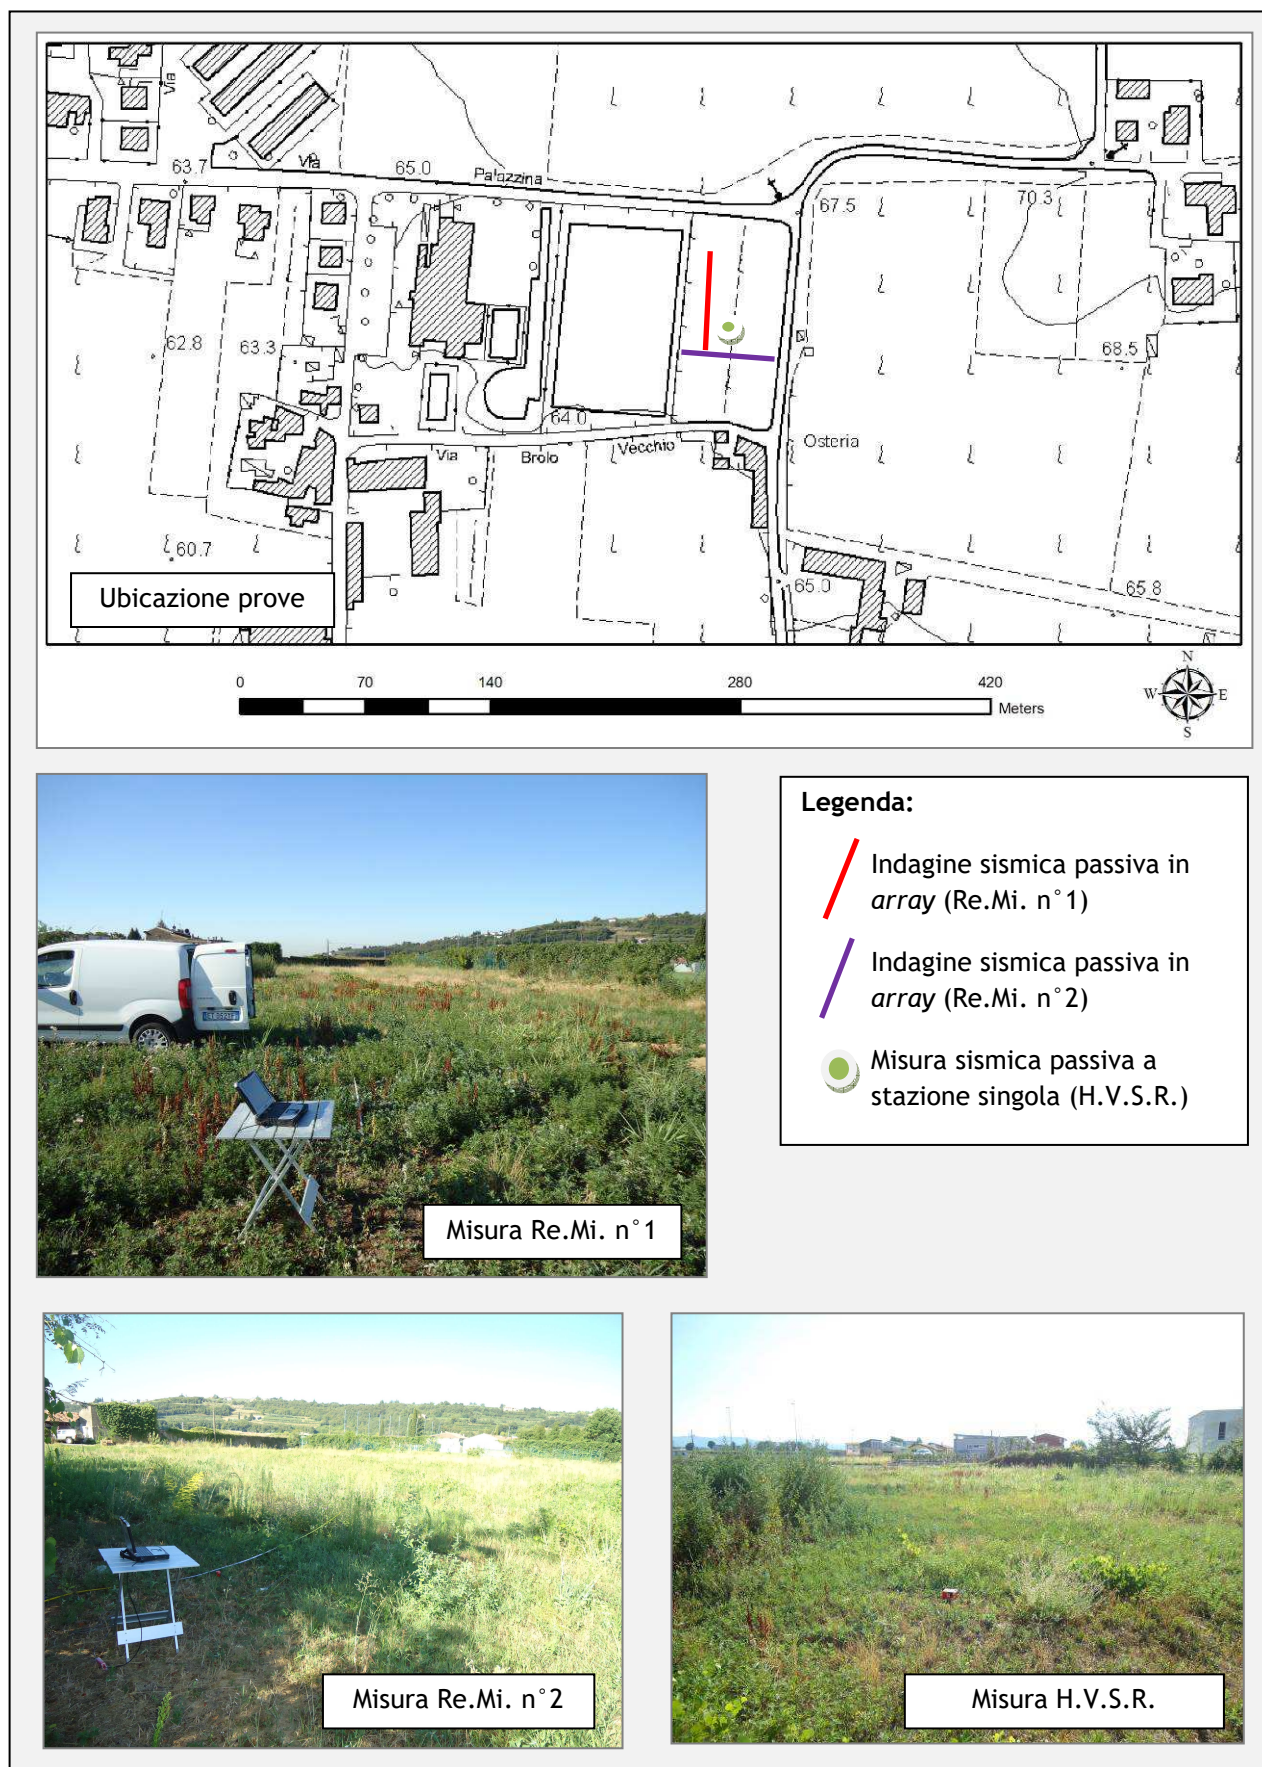 Via
63.7
Via
65.0
Palazzina
67.5
70.3
62.8
63.3
68.5
64.0
Via
Brolo
Vecchio
Osteria
60.7
65.0
65.8
Ubicazione prove
N
W
E
S
0
70
140
280
420
Meters
Legenda:
Indagine sismica passiva in
array (Re.Mi. n°1)
Indagine sismica passiva in
array (Re.Mi. n°2)
Misura sismica passiva a
stazione singola (H.V.S.R.)
Misura Re.Mi. n°1
Misura Re.Mi. n°2
Misura H.V.S.R.